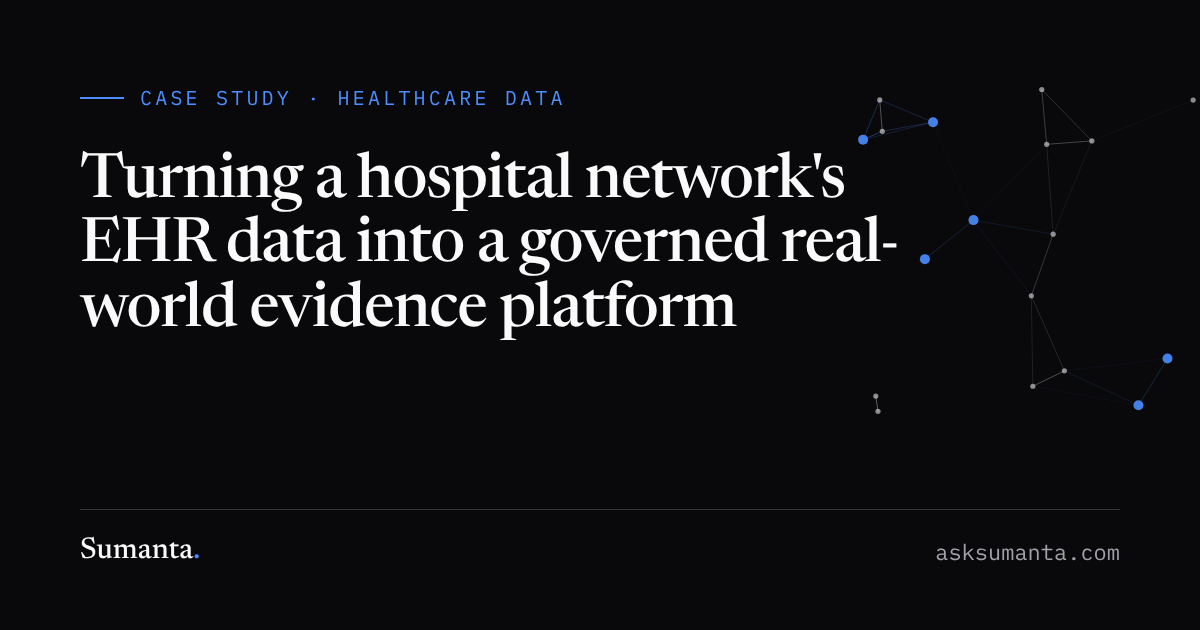 CASE STUDY · HEALTHCARE DATA
Turning a hospital network's
EHR data into a governed real-
world evidence platform
Sumanta.
asksumanta.com